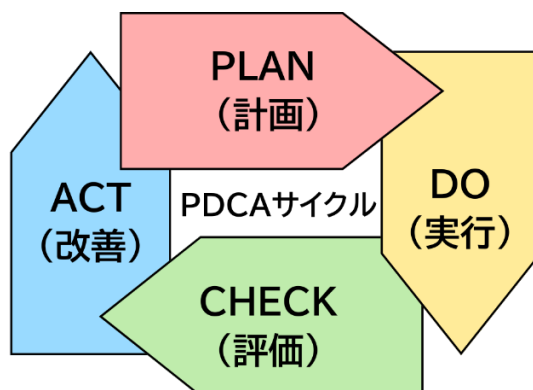 PLAN
（計画）
DO
（実行）
CHECK
（評価）
ACT
（改善）
PDCAサイクル